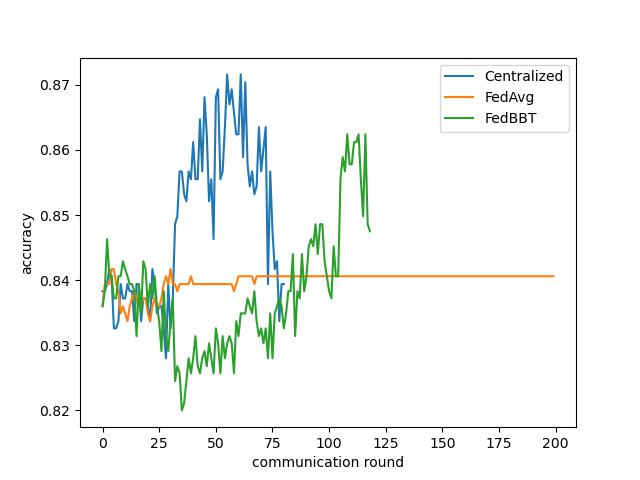 Centralized
FedAvg
FedBBT
0.87
0.86
0.85
0.84
0.83
0.82
accuracy
0 25 50 75 100 125 150 175 200
communication round